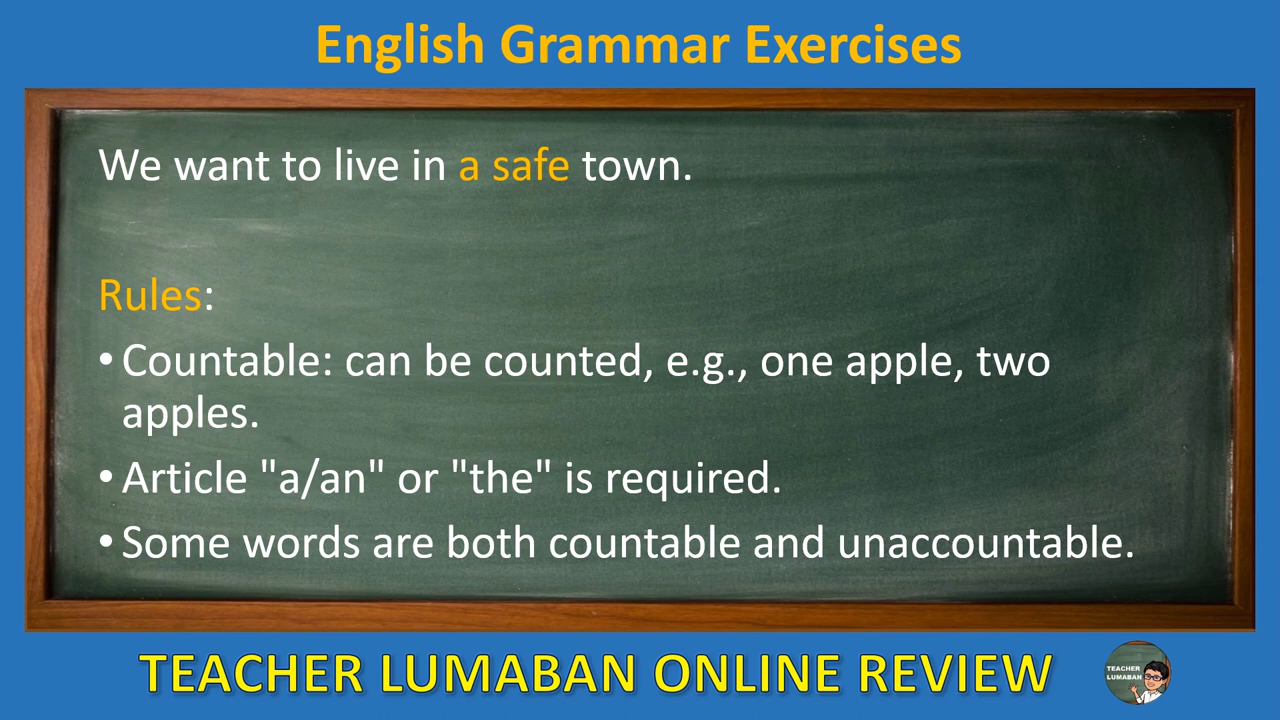 English Grammar Exercises
We want to live in a safe town.
Rules:
• Countable: can be counted, e.g., one apple, two
apples.
• Article "a/an" or "the" is required.
• Some words are both countable and unaccountable.
TEACHER LUMABAN ONLINE REVIEW
TEACHER
LUMABAN